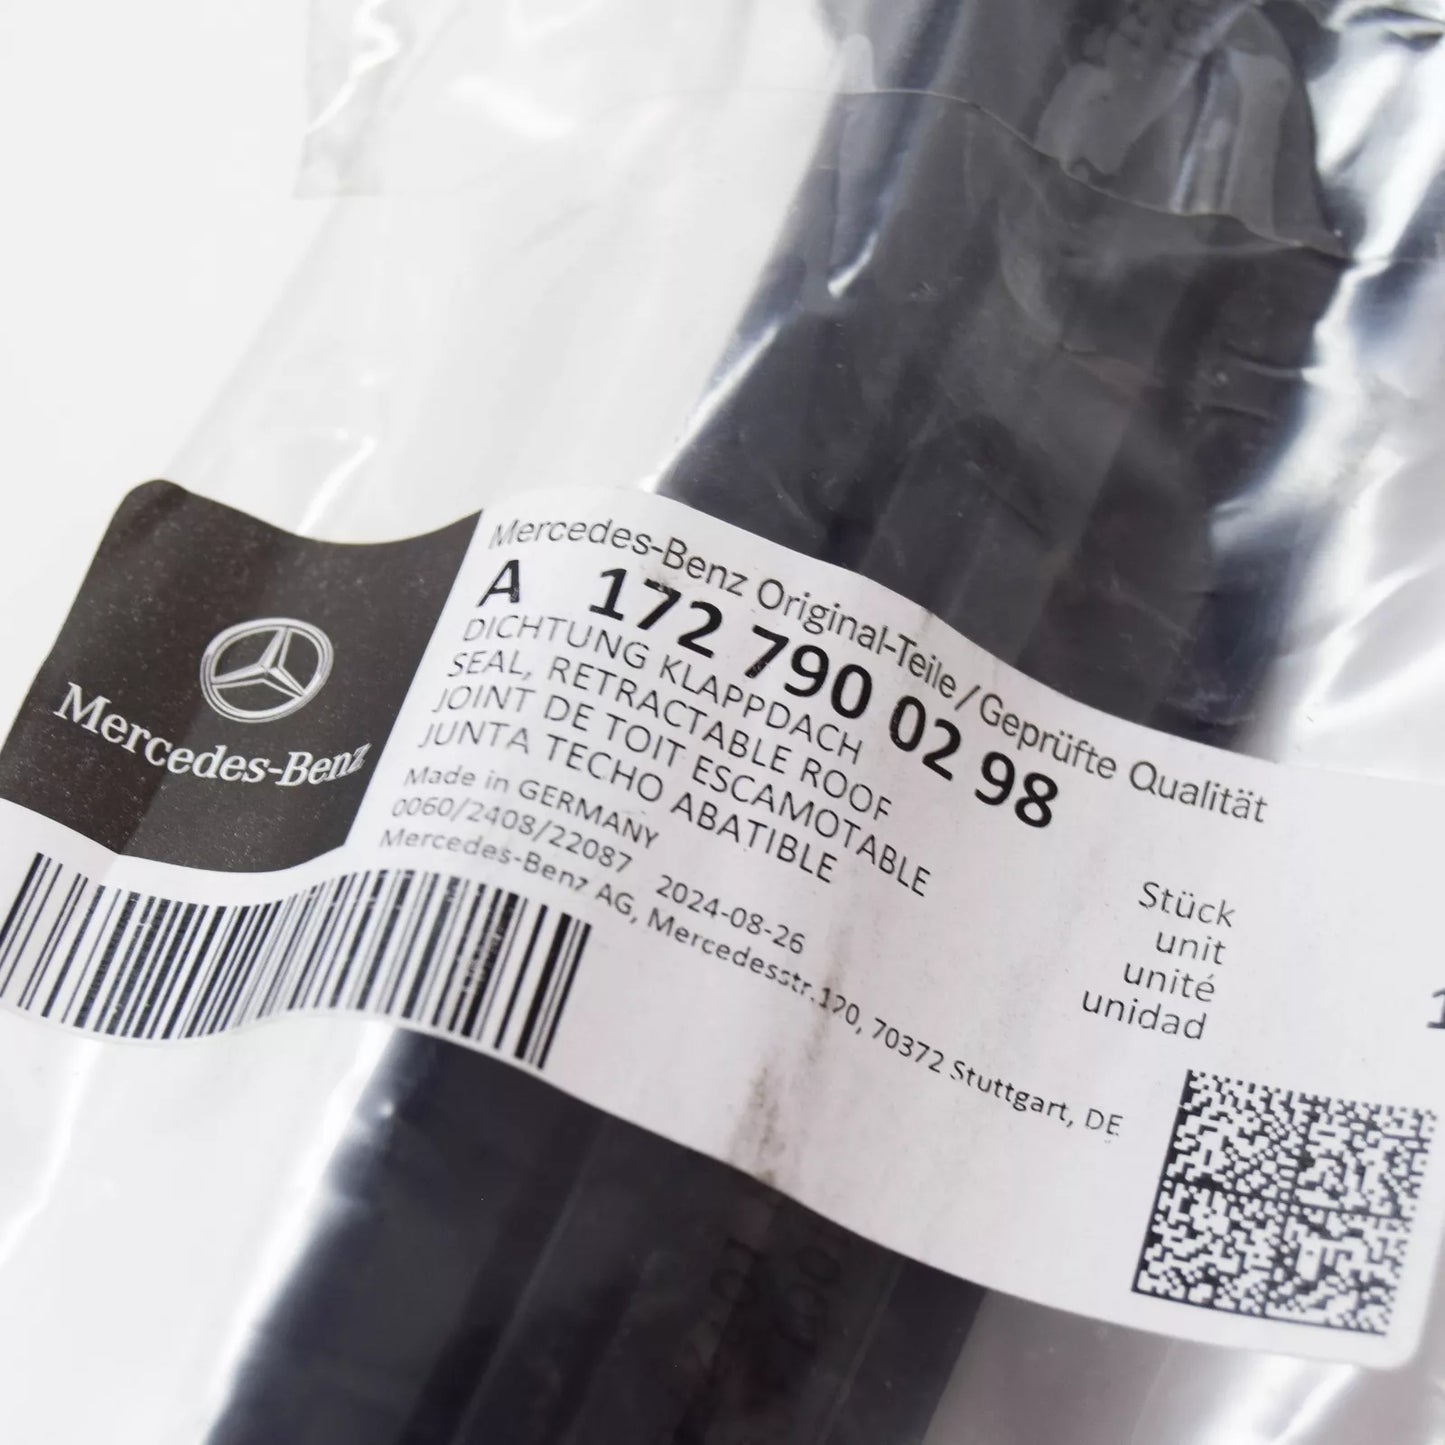 Mercedes-Benz
Mercedes-Benz Original-Teile/Geprüfte Qualität
A 172 790 02 98
DICHTUNG KLAPPDACH
SEAL, RETRACTABLE ROOF
JOINT DE TOIT ESCAMOTABLE
JUNTA TECHO ABATIBLE
Made in GERMANY
0060/2408/22087 2024-08-26
Mercedes-Benz AG, Mercedesstr.120, 70372 Stuttgart, DE
Stück
unit
unité
unidad
1